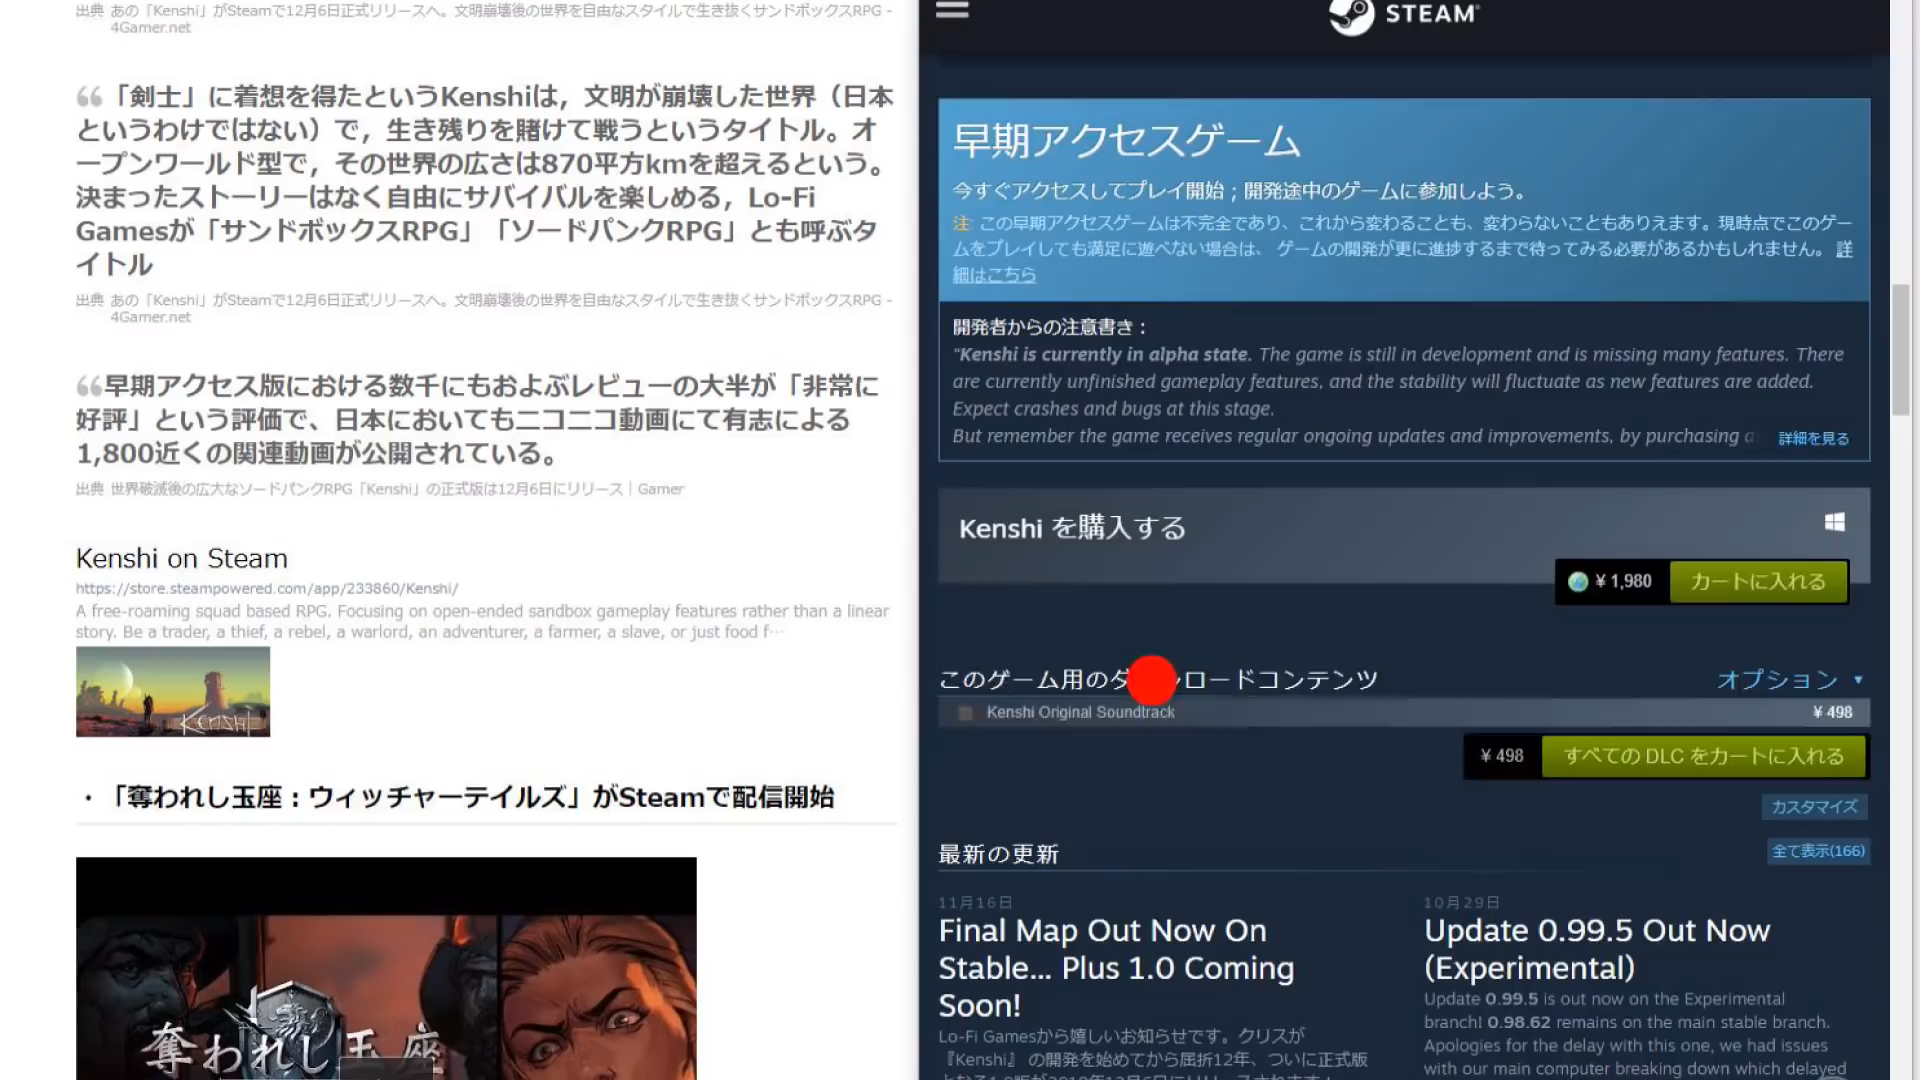 出典 あの「Kenshi」がSteamで12月6日正式リリースへ。文明崩壊後の世界を自由なスタイルで生き抜くサンドボックスRPG -
4Gamer.net
「剣士」に着想を得たというKenshiは，文明が崩壊した世界（日本
というわけではない）で，生き残りを賭けて戦うというタイトル。オ
ープンワールド型で，その世界の広さは870平方kmを超えるという。
決まったストーリーはなく自由にサバイバルを楽しめる，Lo-Fi
Gamesが「サンドボックスRPG」「ソードパンクRPG」とも呼ぶタ
イトル
出典 あの「Kenshi」がSteamで12月6日正式リリースへ。文明崩壊後の世界を自由なスタイルで生き抜くサンドボックスRPG -
4Gamer.net
早期アクセス版における数千にもおよぶレビューの大半が「非常に
好評」という評価で、日本においてもニコニコ動画にて有志による
1,800近くの関連動画が公開されている。
出典 世界破滅後の広大なソードパンクRPG「Kenshi」の正式版は12月6日にリリース｜Gamer
Kenshi on Steam
https://store.steampowered.com/app/233860/Kenshi/
A free-roaming squad based RPG. Focusing on open-ended sandbox gameplay features rather than a linear
story. Be a trader, a thief, a rebel, a warlord, an adventurer, a farmer, a slave, or just food f…
KENSHI
・「奪われし玉座：ウィッチャーテイルズ」がSteamで配信開始
奪われし玉座
STEAM
早期アクセスゲーム
今すぐアクセスしてプレイ開始；開発途中のゲームに参加しよう。
注: この早期アクセスゲームは不完全であり、これから変わることも、変わらないこともありえます。現時点でこのゲー
ムをプレイしても満足に遊べない場合は、 ゲームの開発が更に進捗するまで待ってみる必要があるかもしれません。 詳
細はこちら
開発者からの注意書き：
“Kenshi is currently in alpha state. The game is still in development and is missing many features. There
are currently unfinished gameplay features, and the stability will fluctuate as new features are added.
Expect crashes and bugs at this stage.
But remember the game receives regular ongoing updates and improvements, by purchasing a 詳細を見る
Kenshi を購入する
¥ 1,980 カートに入れる
このゲーム用のダ ロードコンテンツ オプション ▼
Kenshi Original Soundtrack ¥ 498
¥ 498 すべての DLC をカートに入れる
カスタマイズ
最新の更新 全て表示(166)
11月16日
Final Map Out Now On
Stable... Plus 1.0 Coming
Soon!
Lo-Fi Gamesから嬉しいお知らせです。クリスが
『Kenshi』 の開発を始めてから屈折12年、ついに正式版
10月29日
Update 0.99.5 Out Now
(Experimental)
Update 0.99.5 is out now on the Experimental
branch! 0.98.62 remains on the main stable branch.
Apologies for the delay with this one, we had issues
with our main computer breaking down which delayed